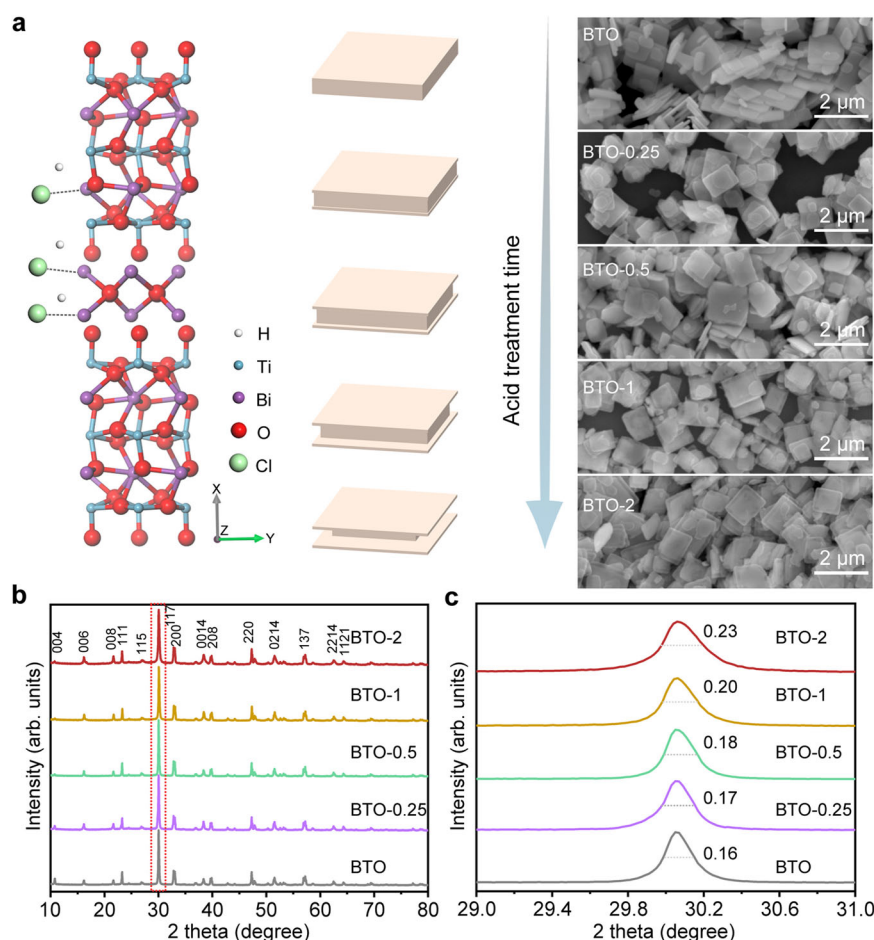 a
H
Ti
Bi
O
Cl
X
Z
Y
Acid treatment time
BTO
2 μm
BTO-0.25
2 μm
BTO-0.5
2 μm
BTO-1
2 μm
BTO-2
2 μm
b
Intensity (arb. units)
004
006
008
111
115
117
200
0014
208
220
0214
137
2214
1121
BTO-2
BTO-1
BTO-0.5
BTO-0.25
BTO
10 20 30 40 50 60 70 80
2 theta (degree)
c
Intensity (arb. units)
0.23 BTO-2
0.20 BTO-1
0.18 BTO-0.5
0.17 BTO-0.25
0.16 BTO
29.0 29.4 29.8 30.2 30.6 31.0
2 theta (degree)